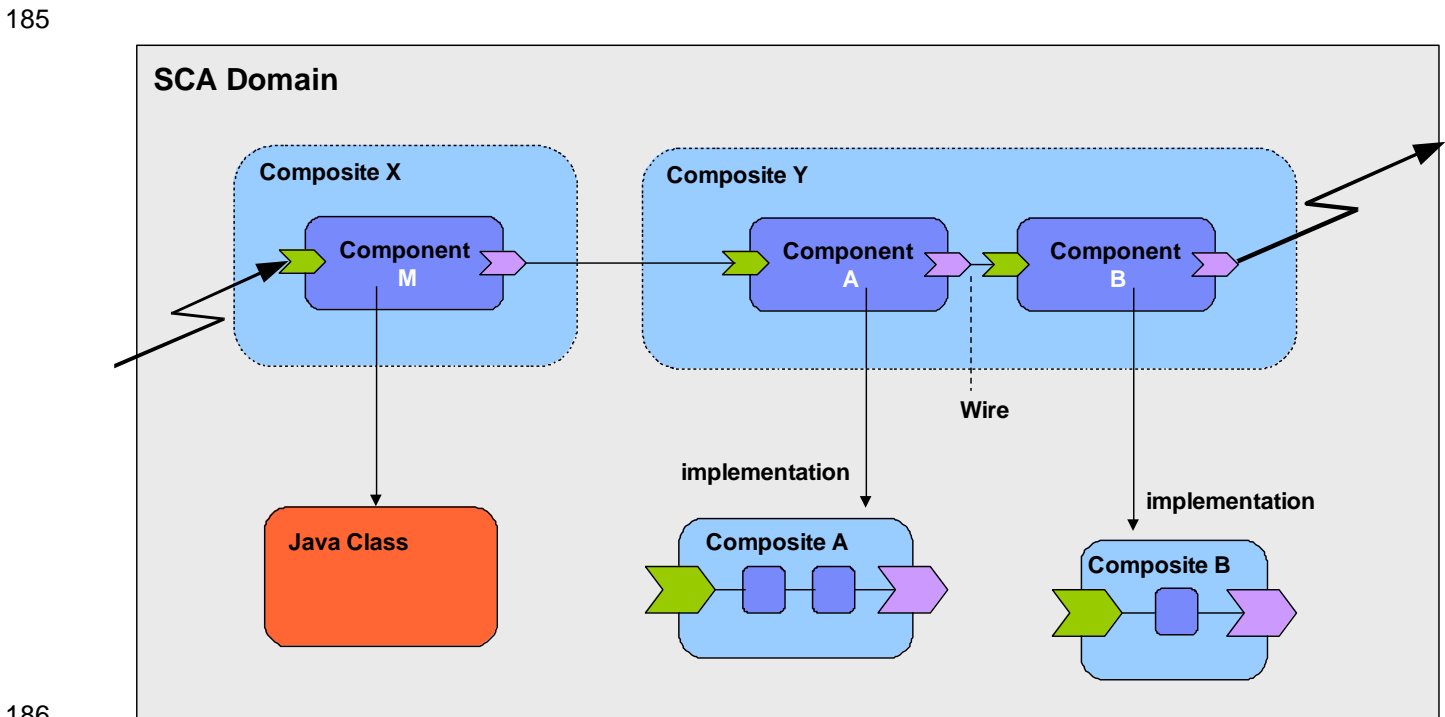 185
SCA Domain
Composite X
Composite Y
Component
M
Component
A
Component
B
Wire
implementation
implementation
Java Class
Composite A
Composite B
186